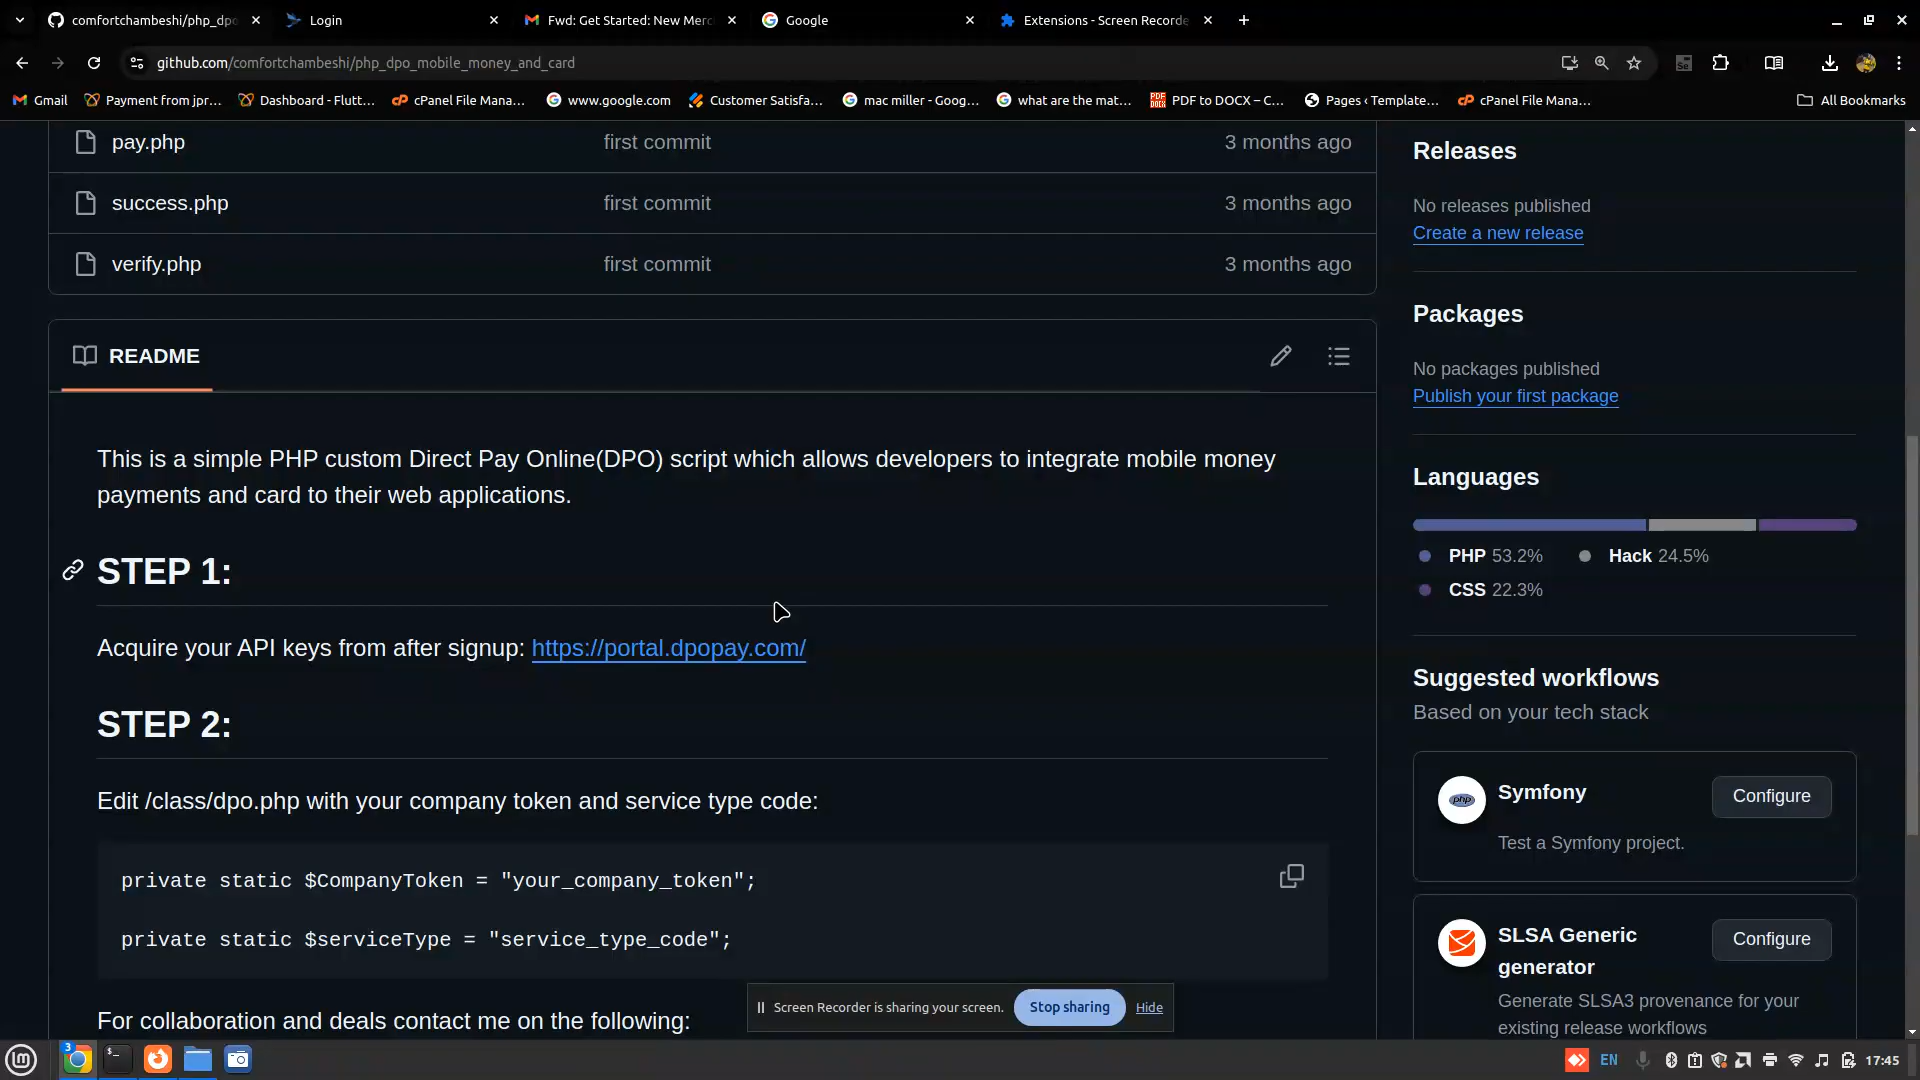 comfortchambeshi/php_dpo
Login
Fwd: Get Started: New Merc
Google
Extensions - Screen Recorde
github.com/comfortchambeshi/php_dpo_mobile_money_and_card
Gmail
Payment from jpr...
Dashboard - Flutt...
cPanel File Mana...
www.google.com
Customer Satisfa...
mac miller - Goog...
what are the mat...
PDF to DOCX – C...
Pages ‹ Template...
cPanel File Mana...
All Bookmarks
pay.php first commit 3 months ago
success.php first commit 3 months ago
verify.php first commit 3 months ago
README
This is a simple PHP custom Direct Pay Online(DPO) script which allows developers to integrate mobile money
payments and card to their web applications.
STEP 1:
Acquire your API keys from after signup: https://portal.dpopay.com/
STEP 2:
Edit /class/dpo.php with your company token and service type code:
private static $CompanyToken = "your_company_token";
private static $serviceType = "service_type_code";
For collaboration and deals contact me on the following:
Releases
No releases published
Create a new release
Packages
No packages published
Publish your first package
Languages
PHP 53.2% Hack 24.5%
CSS 22.3%
Suggested workflows
Based on your tech stack
php
Symfony
Configure
Test a Symfony project.
SLSA Generic
generator
Configure
Generate SLSA3 provenance for your
existing release workflows
Screen Recorder is sharing your screen.
Stop sharing
Hide
3
EN
17:45